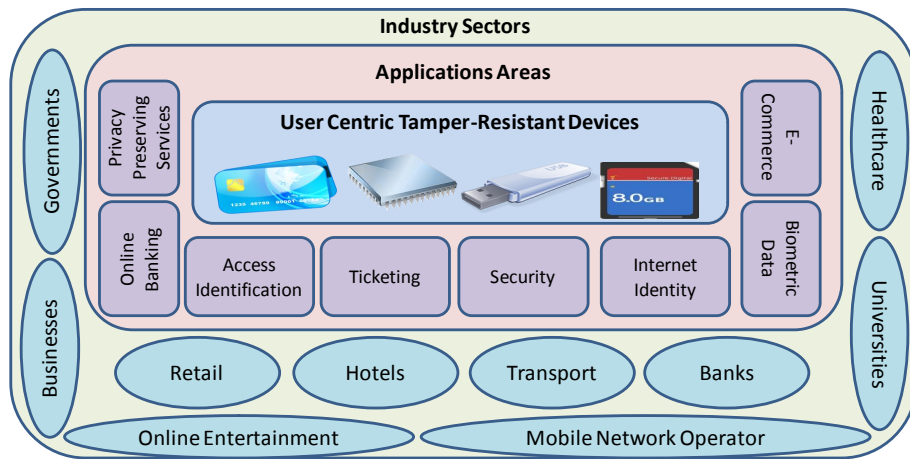 Industry Sectors
Applications Areas
User Centric Tamper-Resistant Devices
Governments
Privacy
Preserving
Services
E-
Commerce
Healthcare
Secure Digital
8.0GB
Online
Banking
Access
Identification
Ticketing
Security
Internet
Identity
Biometric
Data
Businesses
Universities
Retail
Hotels
Transport
Banks
Online Entertainment
Mobile Network Operator